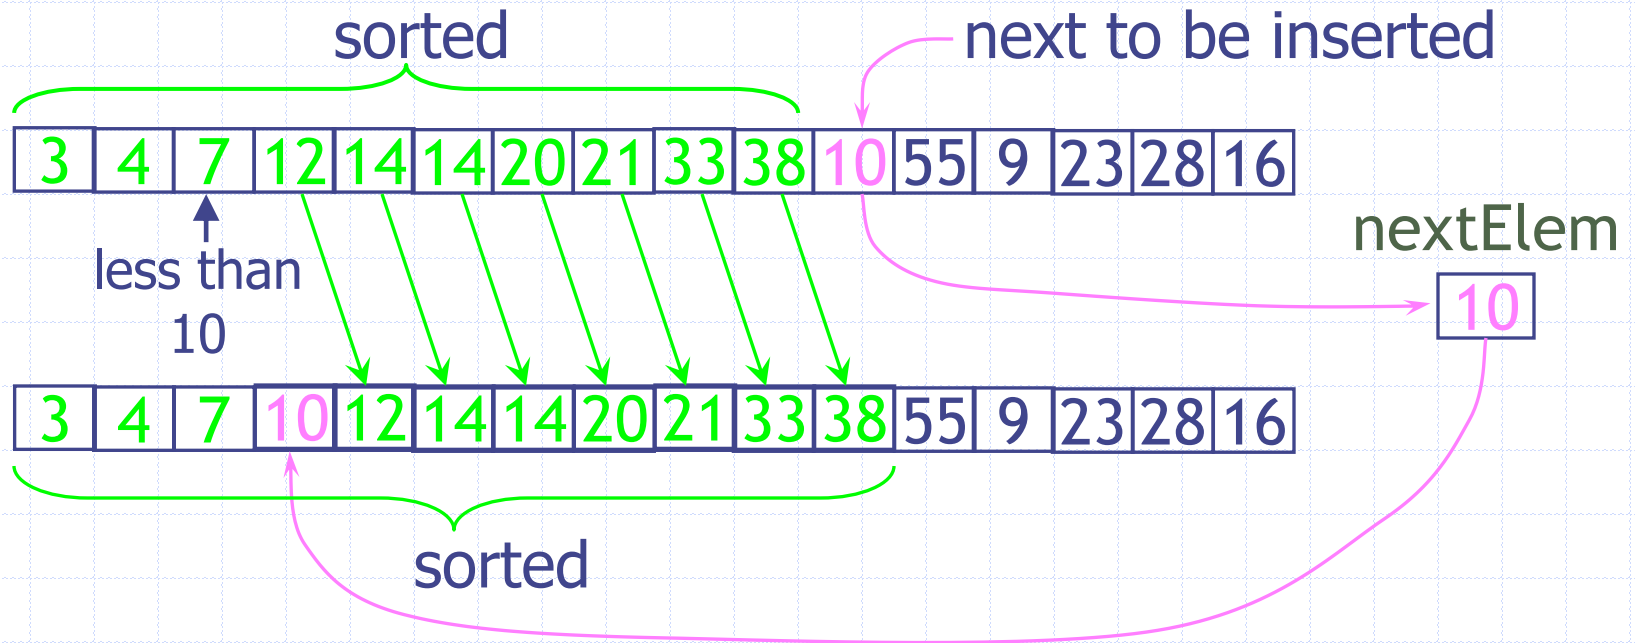 sorted
next to be inserted
3 4 7 12 14 14 20 21 33 38 10 55 9 23 28 16
nextElem
less than
10
10
3 4 7 10 12 14 14 20 21 33 38 55 9 23 28 16
sorted